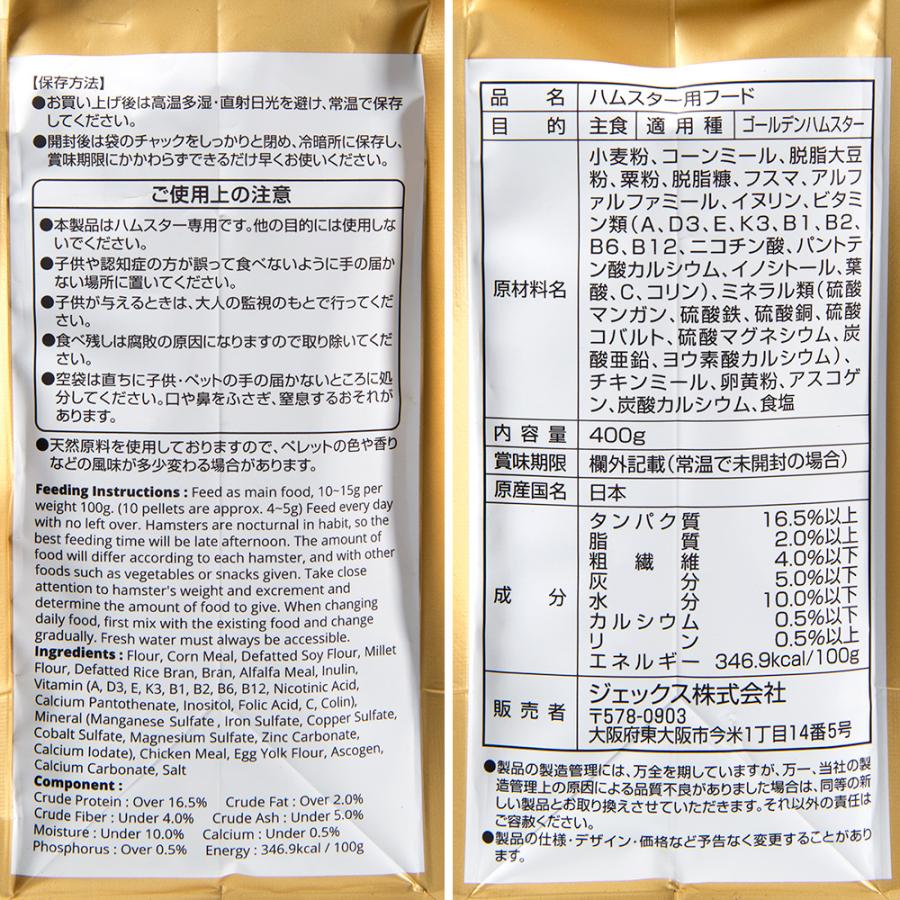 【保存方法】
●お買い上げ後は高温多湿・直射日光を避け、常温で保存
してください。
●開封後は袋のチャックをしっかりと閉め、冷暗所に保存し、
賞味期限にかかわらずできるだけ早くお使いください。
ご使用上の注意
●本製品はハムスター専用です。他の目的には使用しな
いでください。
●子供や認知症の方が誤って食べないように手の届か
ない場所に置いてください。
●子供が与えるときは、大人の監視のもとで行ってくだ
さい。
●食べ残しは腐敗の原因になりますので取り除いてくだ
さい。
●空袋は直ちに子供・ペットの手の届かないところに処
分してください。口や鼻をふさぎ、窒息するおそれが
あります。
●天然原料を使用しておりますので、ペレットの色や香り
などの風味が多少変わる場合があります。
Feeding Instructions : Feed as main food, 10~15g per
weight 100g. (10 pellets are approx. 4~5g) Feed every day
with no left over. Hamsters are nocturnal in habit, so the
best feeding time will be late afternoon. The amount of
food will differ according to each hamster, and with other
foods such as vegetables or snacks given. Take close
attention to hamster's weight and excrement and
determine the amount of food to give. When changing
daily food, first mix with the existing food and change
gradually. Fresh water must always be accessible.
Ingredients : Flour, Corn Meal, Defatted Soy Flour, Millet
Flour, Defatted Rice Bran, Bran, Alfalfa Meal, Inulin,
Vitamin (A, D3, E, K3, B1, B2, B6, B12, Nicotinic Acid,
Calcium Pantothenate, Inositol, Folic Acid, C, Colin),
Mineral (Manganese Sulfate , Iron Sulfate, Copper Sulfate,
Cobalt Sulfate, Magnesium Sulfate, Zinc Carbonate,
Calcium Iodate), Chicken Meal, Egg Yolk Flour, Ascogen,
Calcium Carbonate, Salt
Component :
Crude Protein : Over 16.5% Crude Fat : Over 2.0%
Crude Fiber : Under 4.0% Crude Ash : Under 5.0%
Moisture : Under 10.0% Calcium : Under 0.5%
Phosphorus : Over 0.5% Energy : 346.9kcal / 100g
品名 ハムスター用フード
目的 主食 適用種 ゴールデンハムスター
原材料名
小麦粉、コーンミール、脱脂大豆
粉、粟粉、脱脂糠、フスマ、アルフ
ァルファミール、イヌリン、ビタミ
ン類(A、D3、E、K3、B1、B2、
B6、B12、ニコチン酸、パントテ
ン酸カルシウム、イノシトール、葉
酸、C、コリン)、ミネラル類(硫酸
マンガン、硫酸鉄、硫酸銅、硫酸
コバルト、硫酸マグネシウム、炭
酸亜鉛、ヨウ素酸カルシウム)、
チキンミール、卵黄粉、アスコゲ
ン、炭酸カルシウム、食塩
内容量 400g
賞味期限 欄外記載(常温で未開封の場合)
原産国名 日本
成分
タンパク質 16.5%以上
脂質 2.0%以上
粗繊維 4.0%以下
灰分 5.0%以下
水分 10.0%以下
カルシウム 0.5%以下
リン 0.5%以上
エネルギー 346.9kcal/100g
販売者
ジェックス株式会社
〒578-0903
大阪府東大阪市今米1丁目14番5号
●製品の製造管理には、万全を期していますが、万一、当社の製
造管理上の原因による品質不良がありました場合は、同等の新
しい製品とお取り換えさせていただきます。それ以外の責任は
ご容赦ください。
●製品の仕様・デザイン・価格など予告なく変更することがあり
ます。